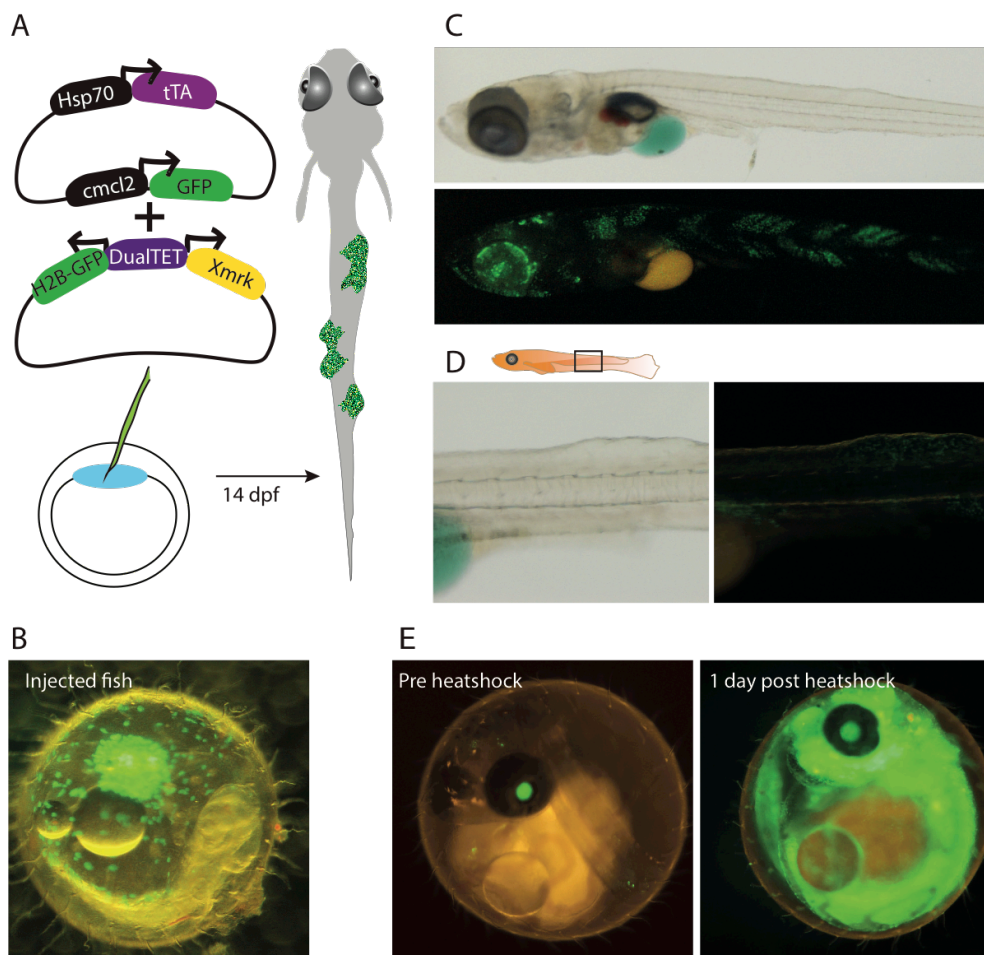 A
Hsp70
tTA
cmcl2
GFP
+
H2B-GFP
DualTET
Xmrk
14 dpf
B
Injected fish
C
D
E
Pre heatshock
1 day post heatshock